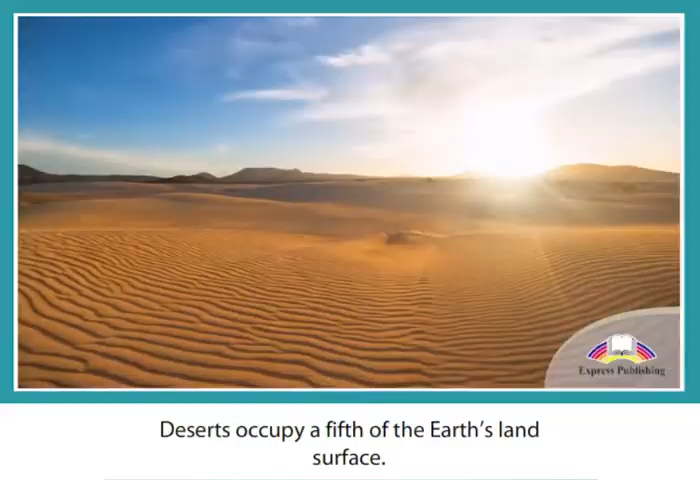 Express Publishing
Deserts occupy a fifth of the Earth's land
surface.